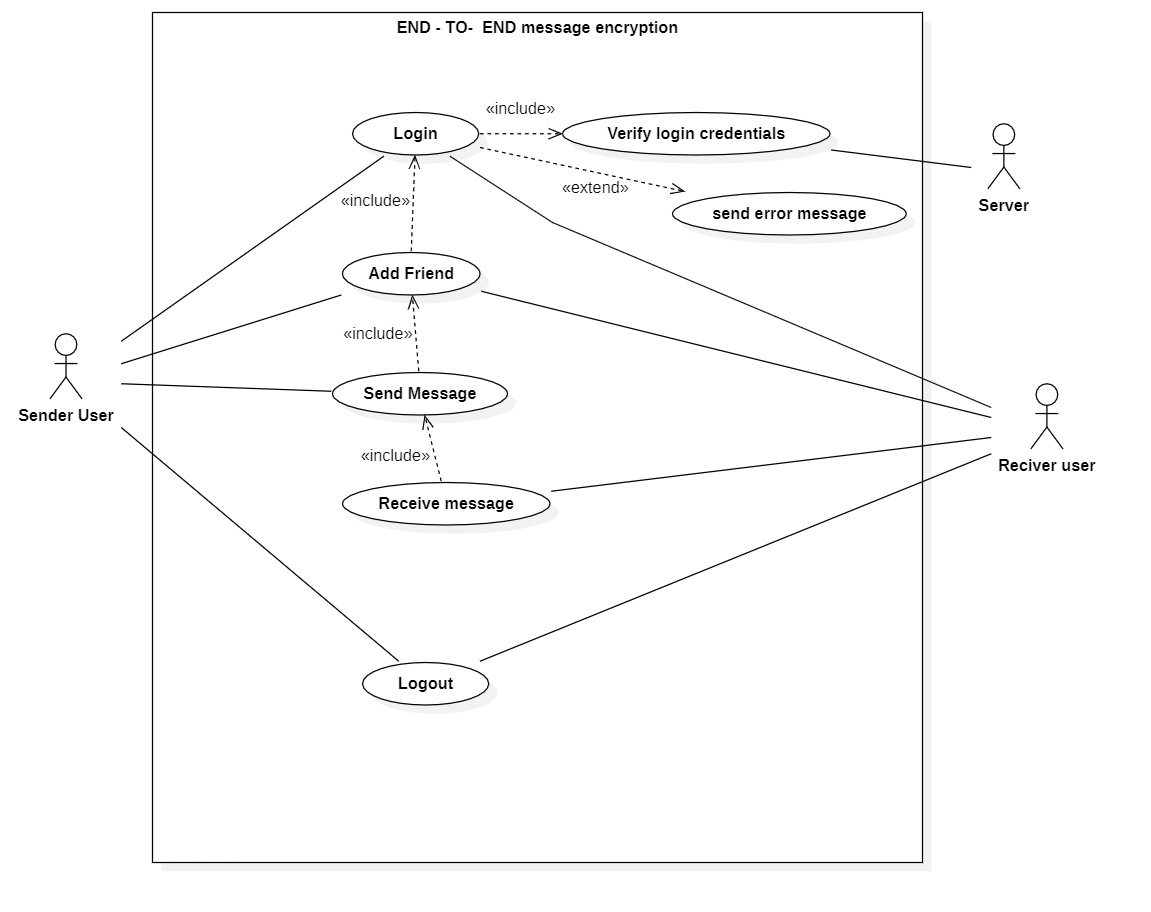 END - TO-  END message encryption
«include»
Login
Verify login credentials
«extend»
«include»
Server
send error message
Add Friend
«include»
Send Message
Sender User
«include»
Reciver user
Receive message
Logout